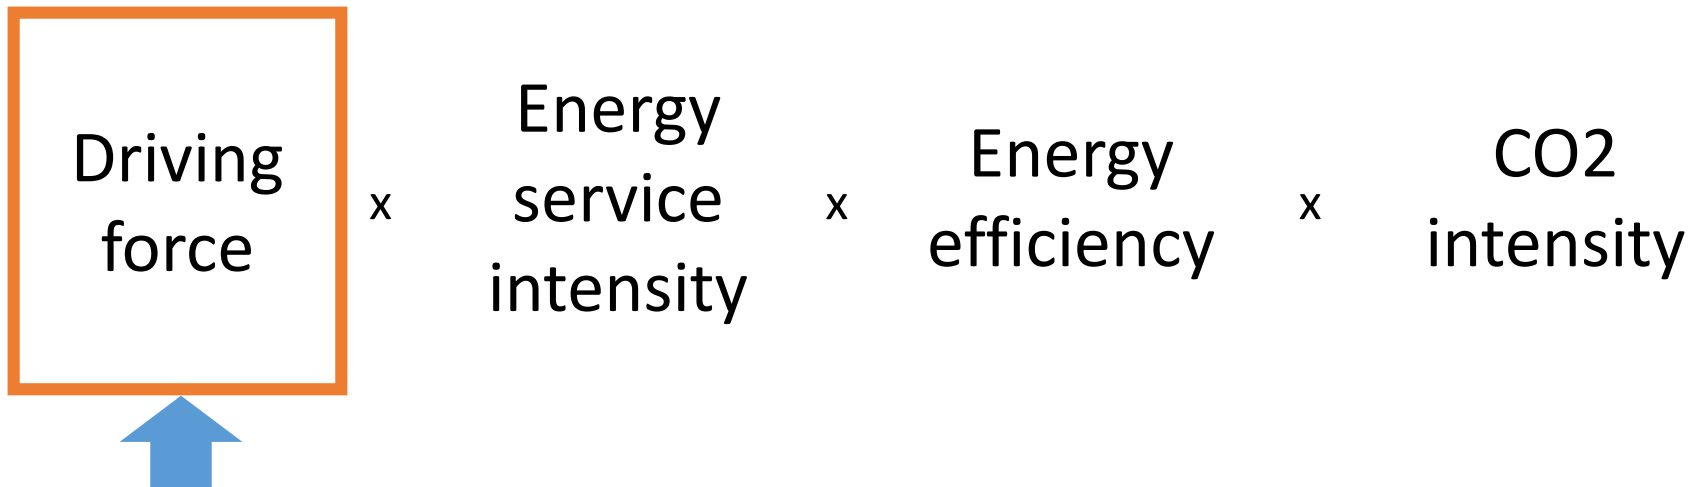 Driving
force
x
Energy
service
intensity
x
Energy
efficiency
x
CO2
intensity